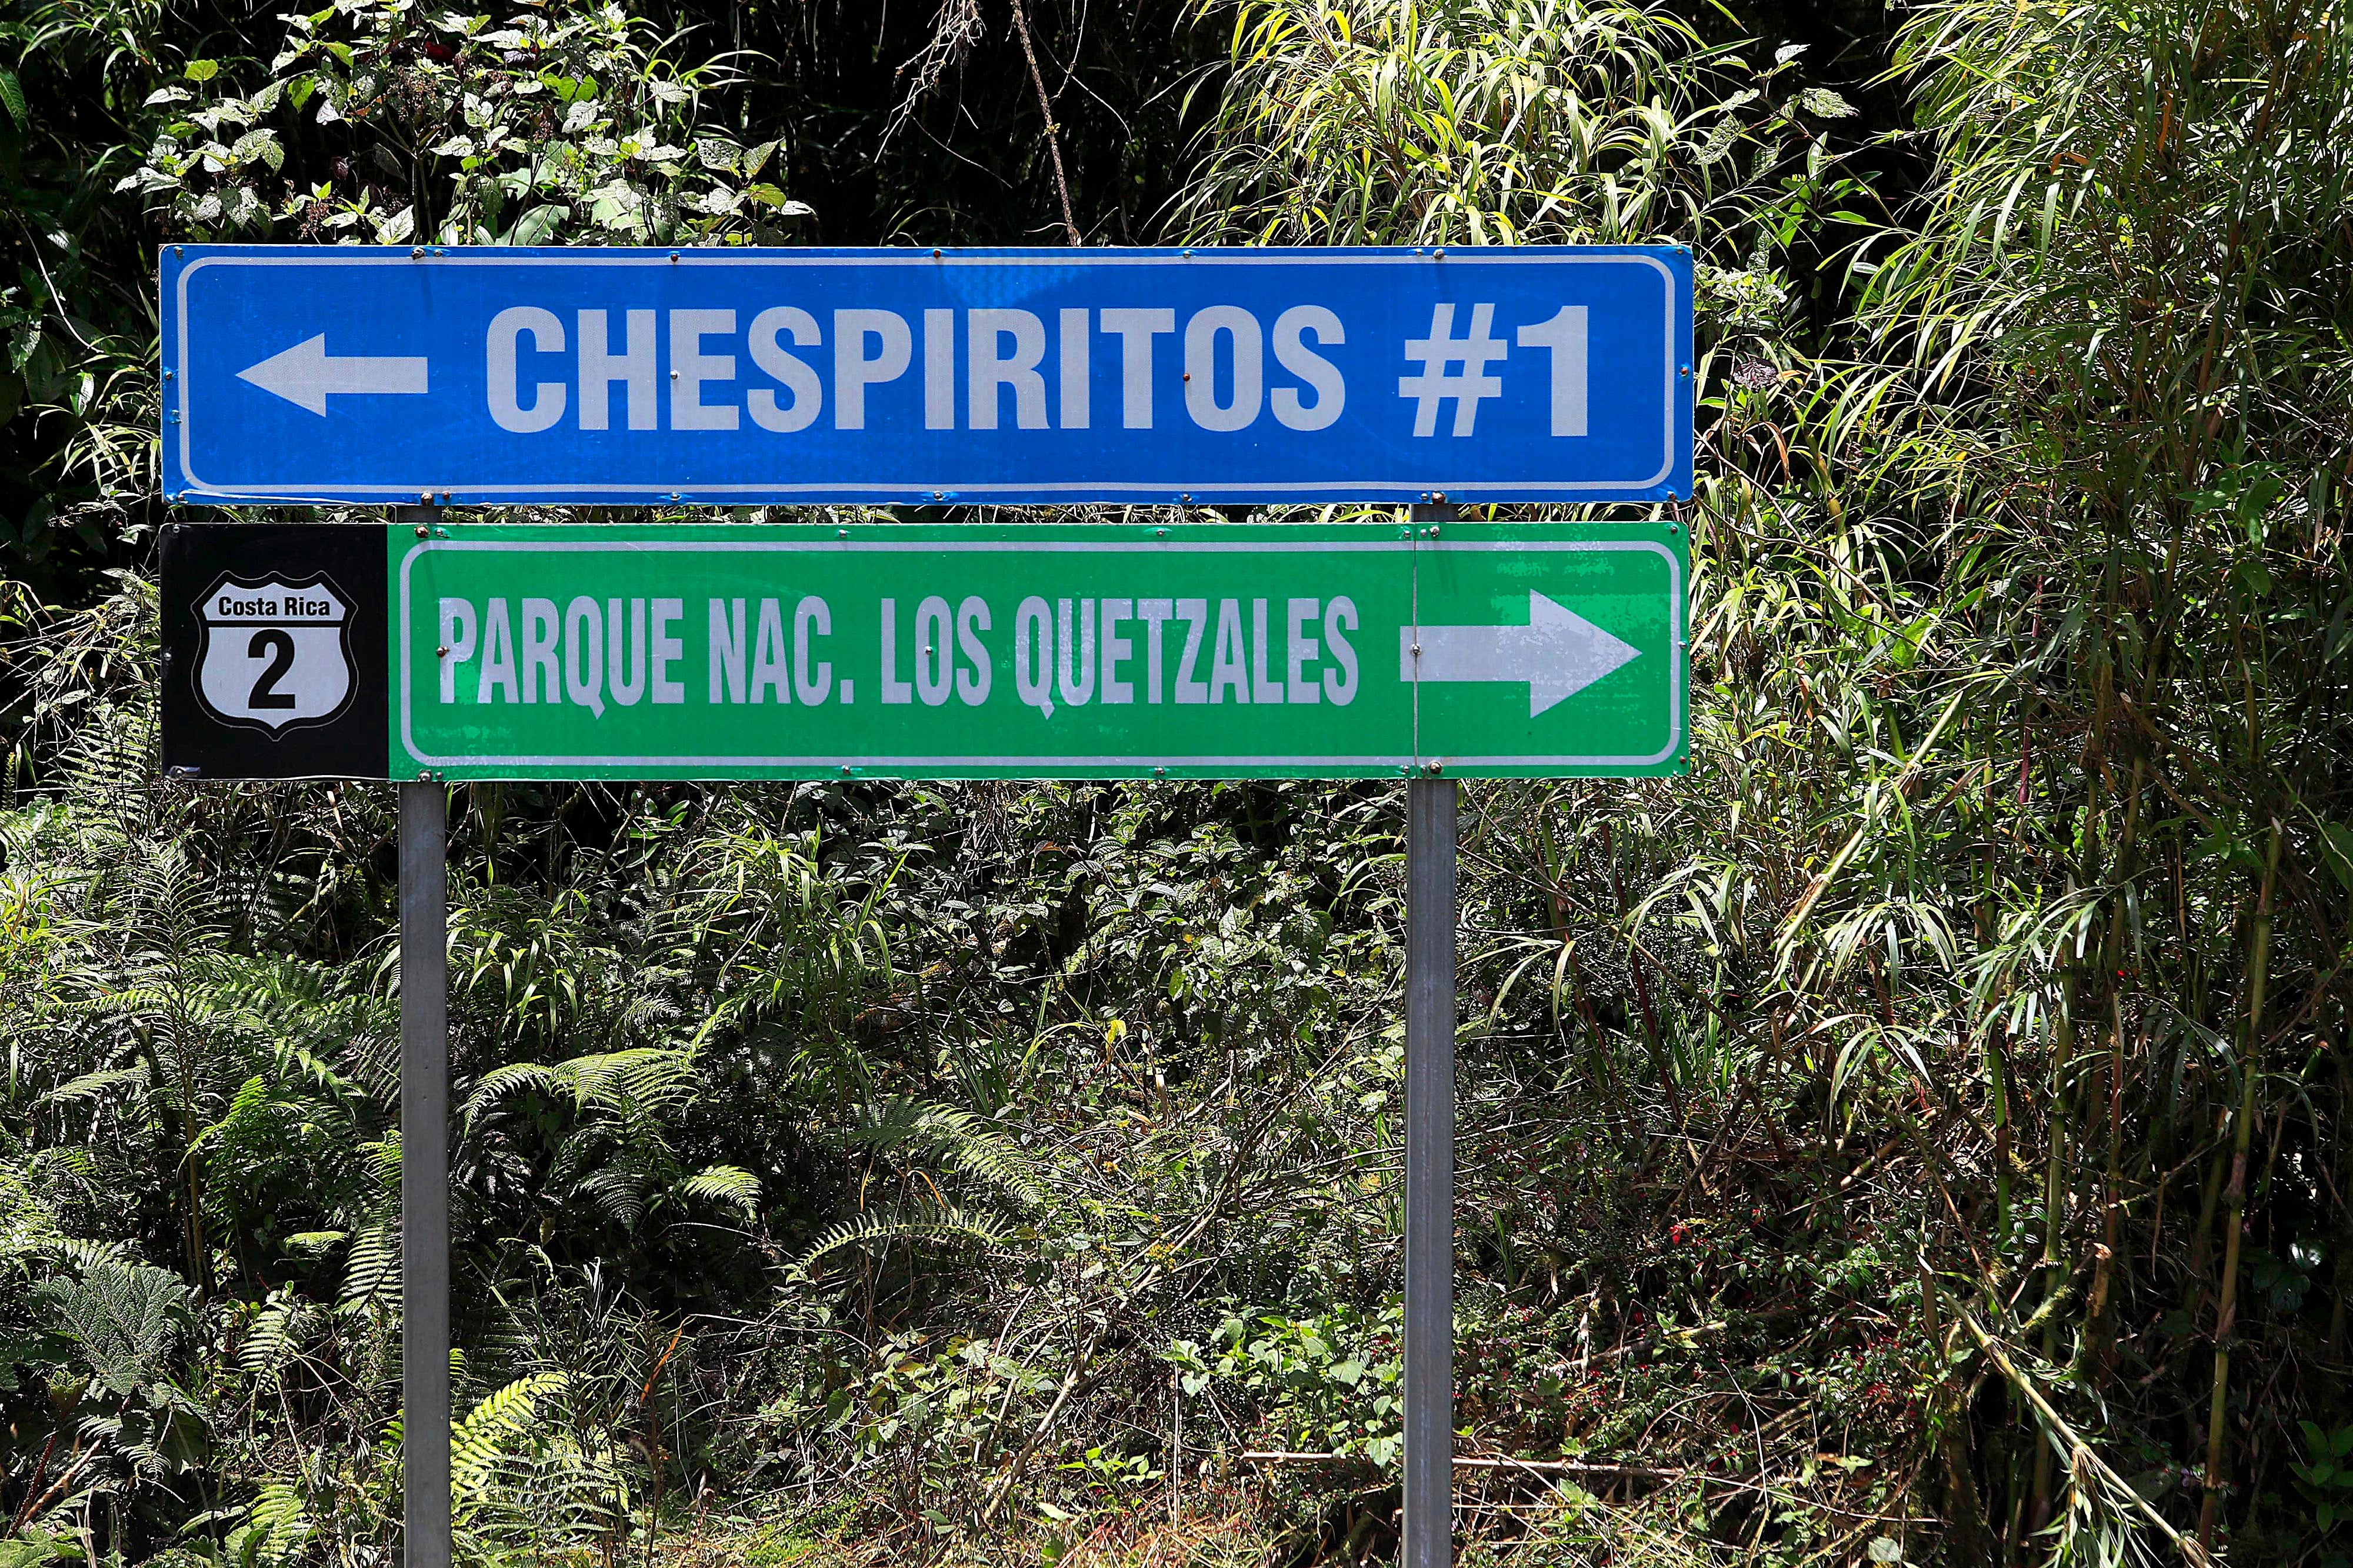 CHESPIRITOS #1
Costa Rica
2
PARQUE NAC. LOS QUETZALES